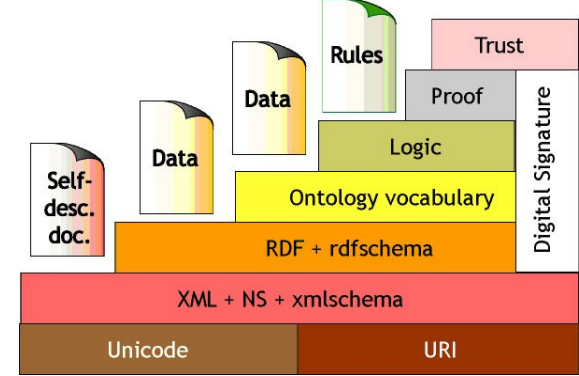 Trust
Rules
Proof
Data
Logic
Digital Signature
Data
Ontology vocabulary
Self-
desc.
doc.
RDF + rdfschema
XML + NS + xmlschema
Unicode
URI